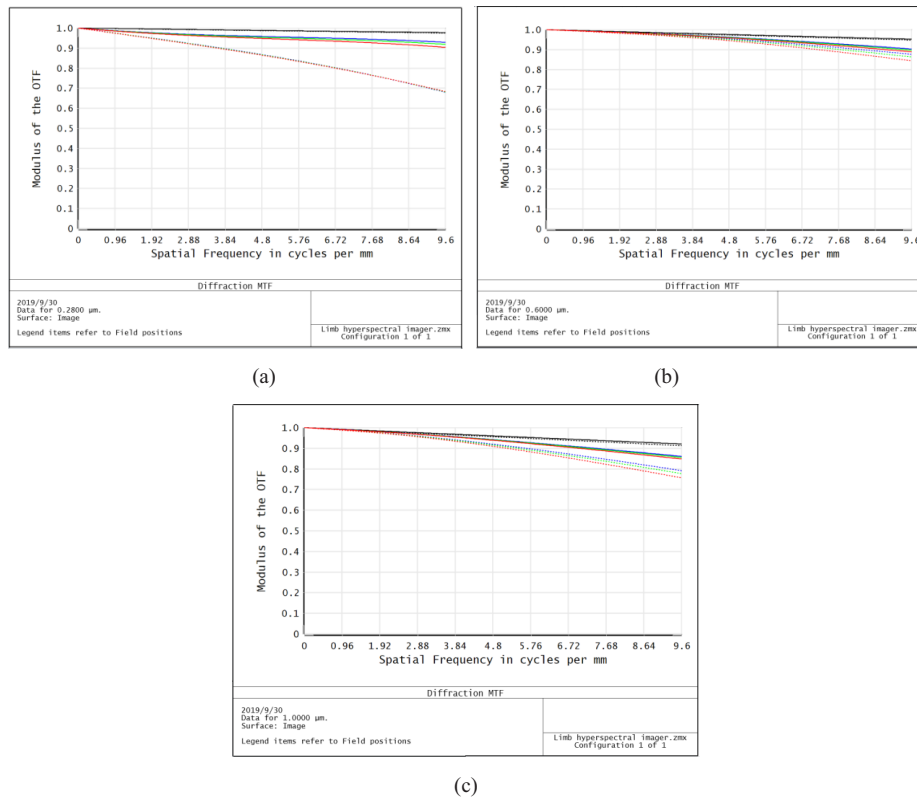 1.0
0.9
0.8
0.7
0.6
0.5
0.4
0.3
0.2
0.1
0
Modulus of the OTF
0 0.96 1.92 2.88 3.84 4.8 5.76 6.72 7.68 8.64 9.6
Spatial Frequency in cycles per mm
Diffraction MTF
2019/9/30
Data for 0.2800 µm.
Surface: Image
Legend items refer to Field positions
Limb hyperspectral imager.zmx
Configuration 1 of 1
(a)
1.0
0.9
0.8
0.7
0.6
0.5
0.4
0.3
0.2
0.1
0
Modulus of the OTF
0 0.96 1.92 2.88 3.84 4.8 5.76 6.72 7.68 8.64 9.6
Spatial Frequency in cycles per mm
Diffraction MTF
2019/9/30
Data for 0.6000 µm.
Surface: Image
Legend items refer to Field positions
Limb hyperspectral imager.zmx
Configuration 1 of 1
(b)
1.0
0.9
0.8
0.7
0.6
0.5
0.4
0.3
0.2
0.1
0
Modulus of the OTF
0 0.96 1.92 2.88 3.84 4.8 5.76 6.72 7.68 8.64 9.6
Spatial Frequency in cycles per mm
Diffraction MTF
2019/9/30
Data for 1.0000 µm.
Surface: Image
Legend items refer to Field positions
Limb hyperspectral imager.zmx
Configuration 1 of 1
(c)